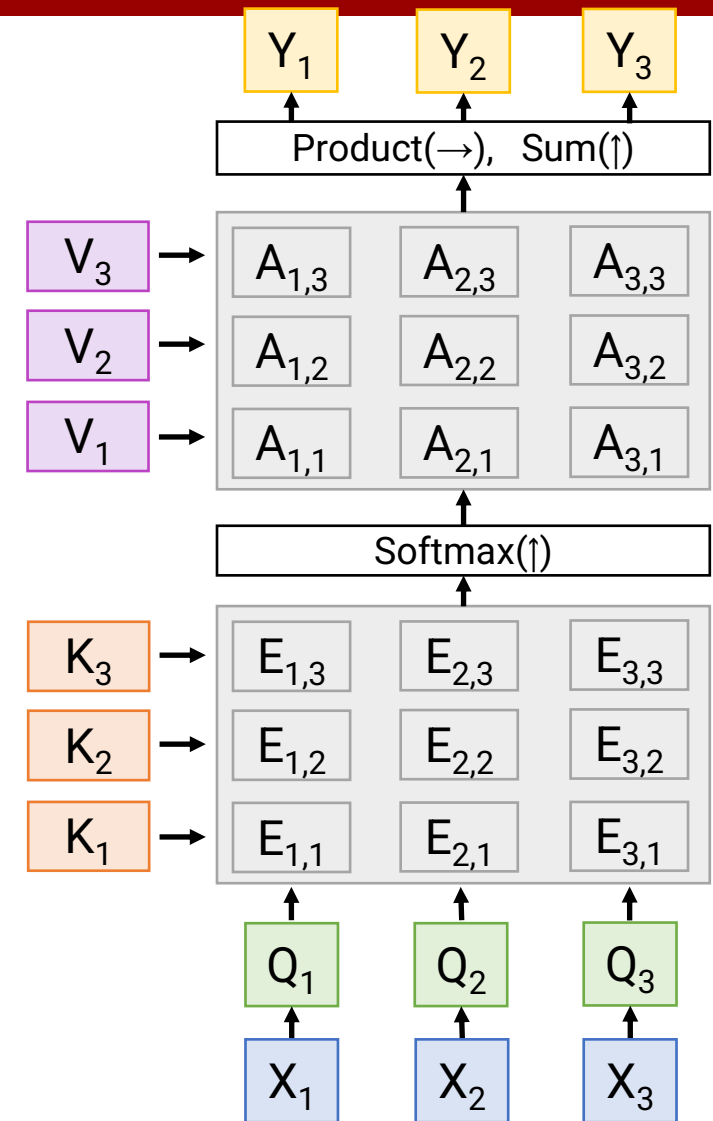 Y1 Y2 Y3
Product(→), Sum(↑)
V3 A1,3 A2,3 A3,3
V2 A1,2 A2,2 A3,2
V1 A1,1 A2,1 A3,1
Softmax(↑)
K3 E1,3 E2,3 E3,3
K2 E1,2 E2,2 E3,2
K1 E1,1 E2,1 E3,1
Q1 Q2 Q3
X1 X2 X3